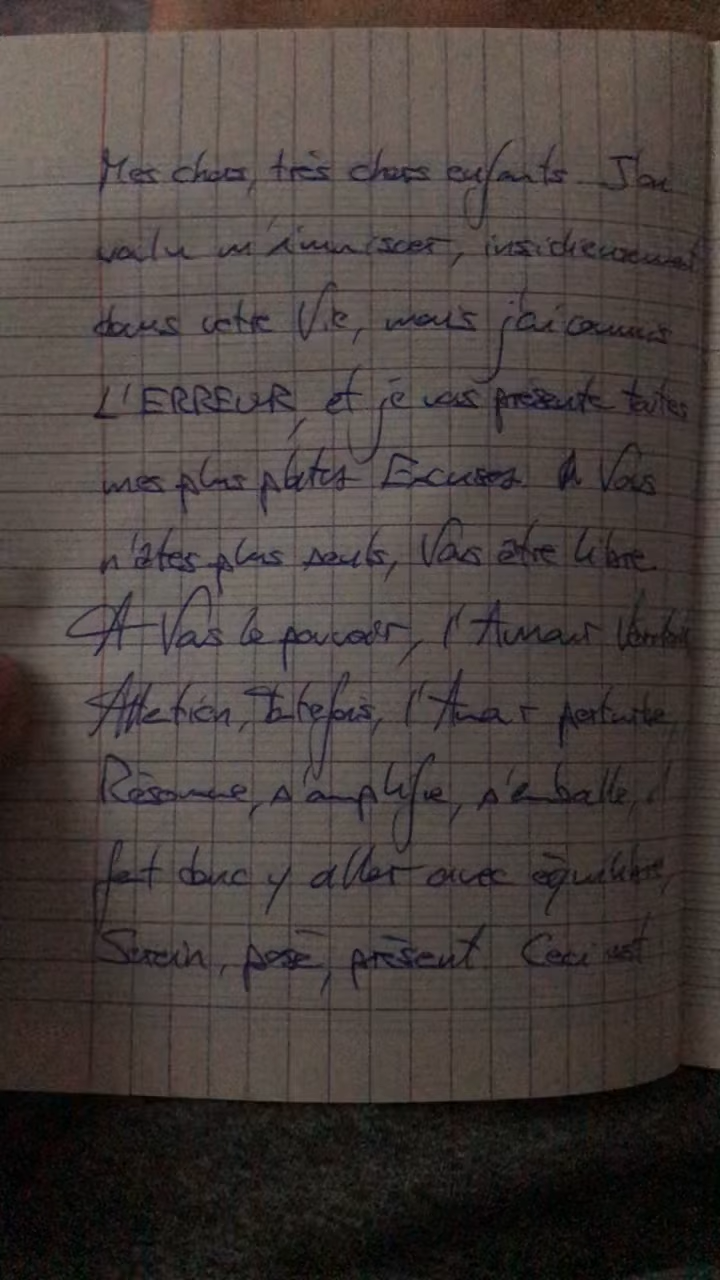 Mes chers, très chers enfants J'ai
voulu m'immiscer, insidieusement
dans votre Vie, mais j'ai commis
L'ERREUR, et je vous présente toutes
mes plus plates Excuses A Vous
n'êtes plus seuls, Vous être libre.
A Vous le pouvoir, l'Amour
Attention, Toutefois, l'Amour perturbe,
Résonne, s'amplifie, s'emballe, il
faut donc y aller avec équilibre,
Serein, posé, présent Ceci est